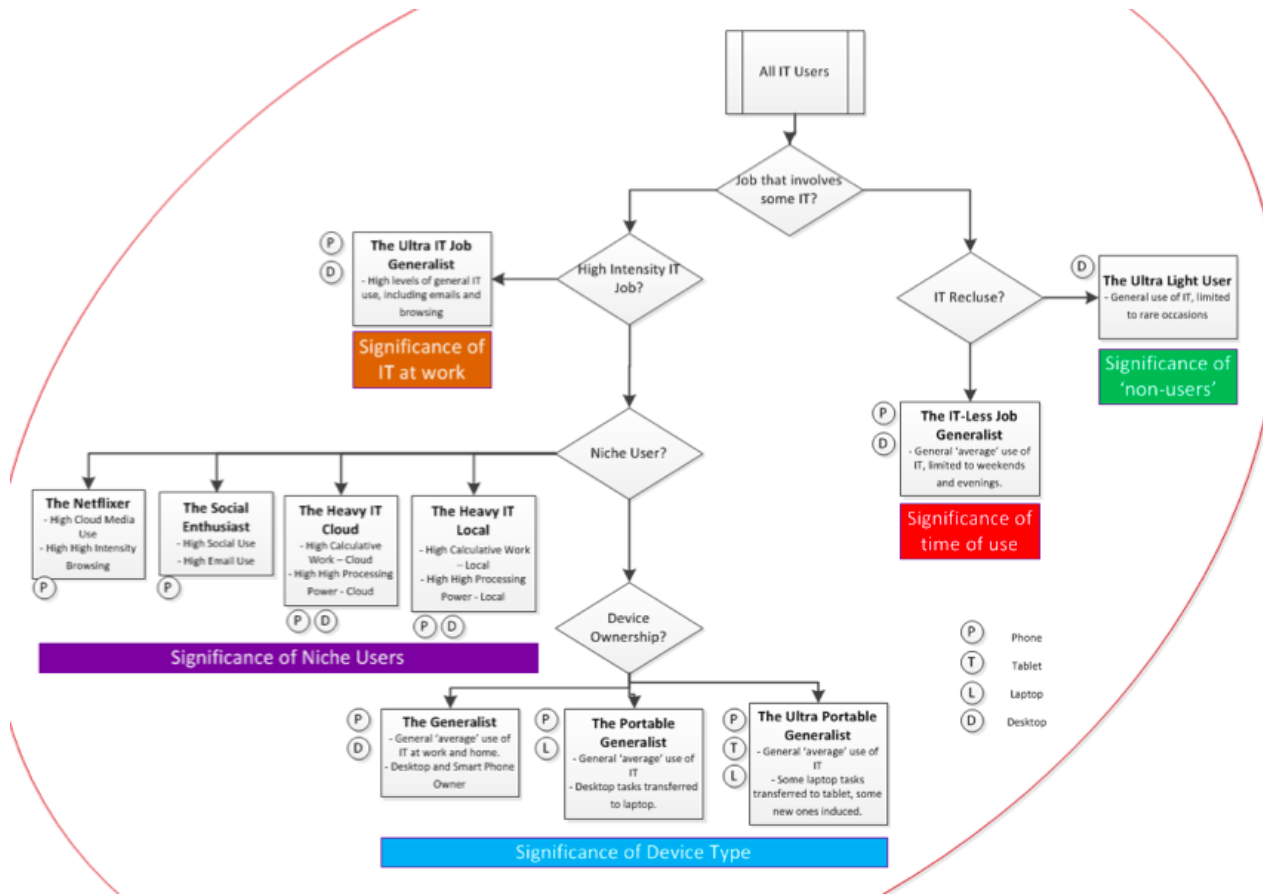 All IT Users
Job that involves
some IT?
P
D
The Ultra IT Job
Generalist
- High levels of general IT
use, including emails and
browsing
Significance of
IT at work
High Intensity IT
Job?
IT Recluse?
D
The Ultra Light User
- General use of IT, limited
to rare occasions
Significance of
‘non-users’
P
D
The IT-Less Job
Generalist
- General ‘average’ use of
IT, limited to weekends
and evenings.
Significance of
time of use
Niche User?
The Netflixer
- High Cloud Media
Use
- High High Intensity
Browsing
P
The Social
Enthusiast
- High Social Use
- High Email Use
P
The Heavy IT
Cloud
- High Calculative
Work – Cloud
- High High Processing
Power - Cloud
P D
The Heavy IT
Local
- High Calculative Work
– Local
- High High Processing
Power - Local
P D
Significance of Niche Users
Device
Ownership?
P Phone
T Tablet
L Laptop
D Desktop
P
D
The Generalist
- General ‘average’ use of
IT at work and home.
- Desktop and Smart Phone
Owner
P
L
The Portable
Generalist
- General ‘average’ use of
IT
- Desktop tasks transferred
to laptop.
P
T
L
The Ultra Portable
Generalist
- General ‘average’ use of
IT
- Some laptop tasks
transferred to tablet, some
new ones induced.
Significance of Device Type